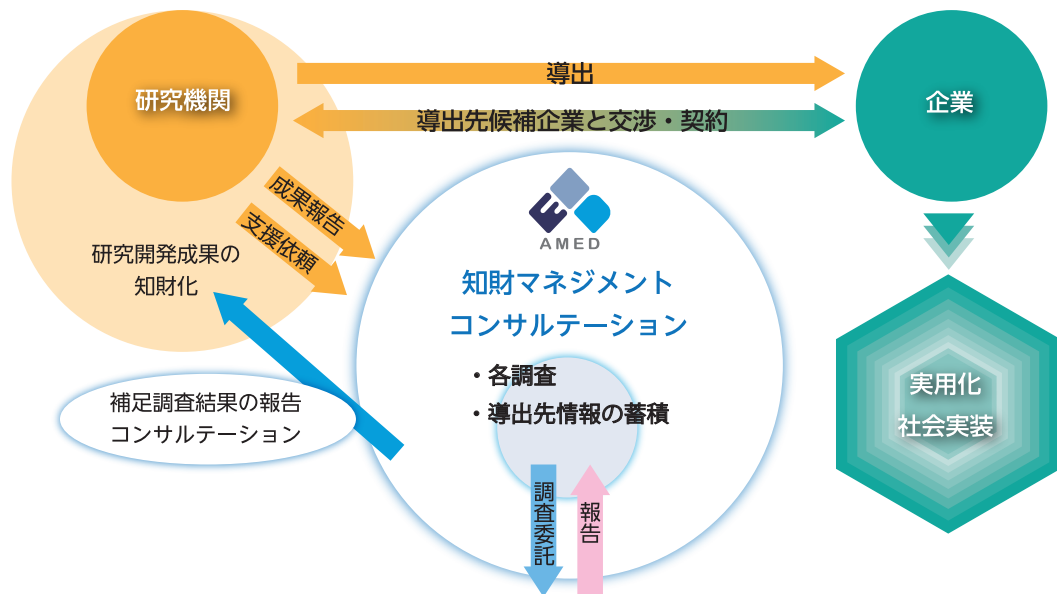 研究機関
導出
導出先候補企業と交渉・契約
企業
成果報告
支援依頼
研究開発成果の
知財化
AMED
知財マネジメント
コンサルテーション
・各調査
・導出先情報の蓄積
補足調査結果の報告
コンサルテーション
調査委託
報告
実用化
社会実装